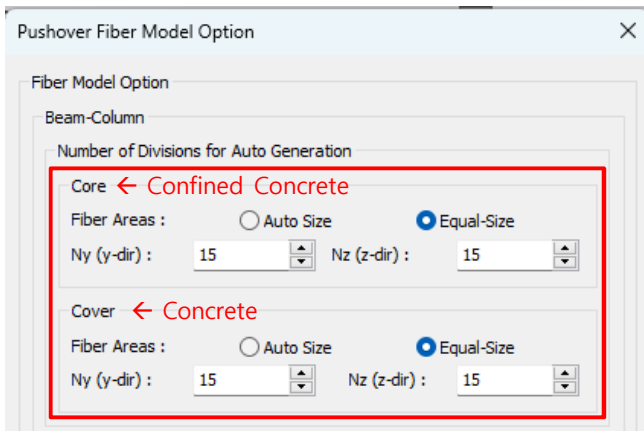 Pushover Fiber Model Option
Fiber Model Option
Beam-Column
Number of Divisions for Auto Generation
Core ← Confined Concrete
Fiber Areas : Auto Size Equal-Size
Ny (y-dir) : 15 Nz (z-dir) : 15
Cover ← Concrete
Fiber Areas : Auto Size Equal-Size
Ny (y-dir) : 15 Nz (z-dir) : 15